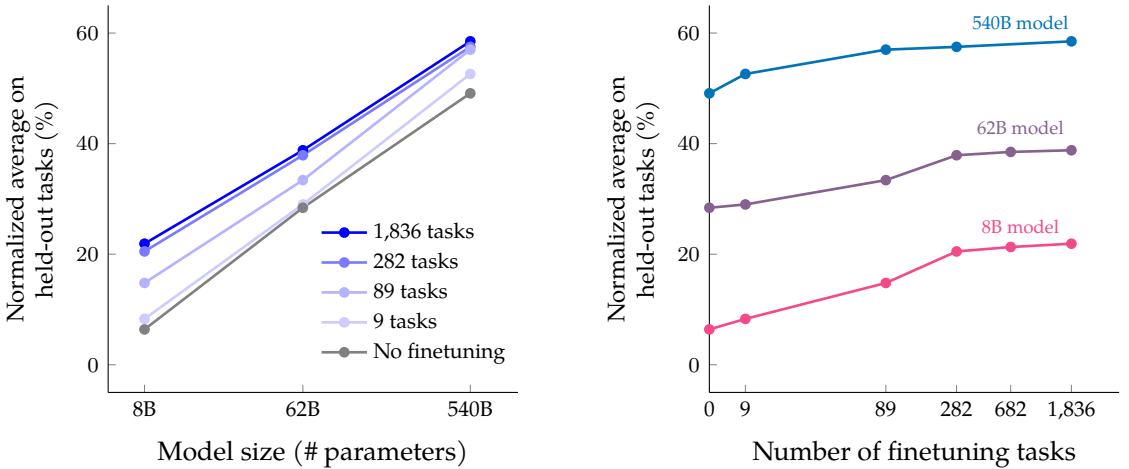 Normalized average on
held-out tasks (%)
60
40
20
0
1,836 tasks
282 tasks
89 tasks
9 tasks
No finetuning
8B
62B
540B
Model size (# parameters)
Normalized average on
held-out tasks (%)
60
40
20
0
540B model
62B model
8B model
0
9
89
282
682
1,836
Number of finetuning tasks